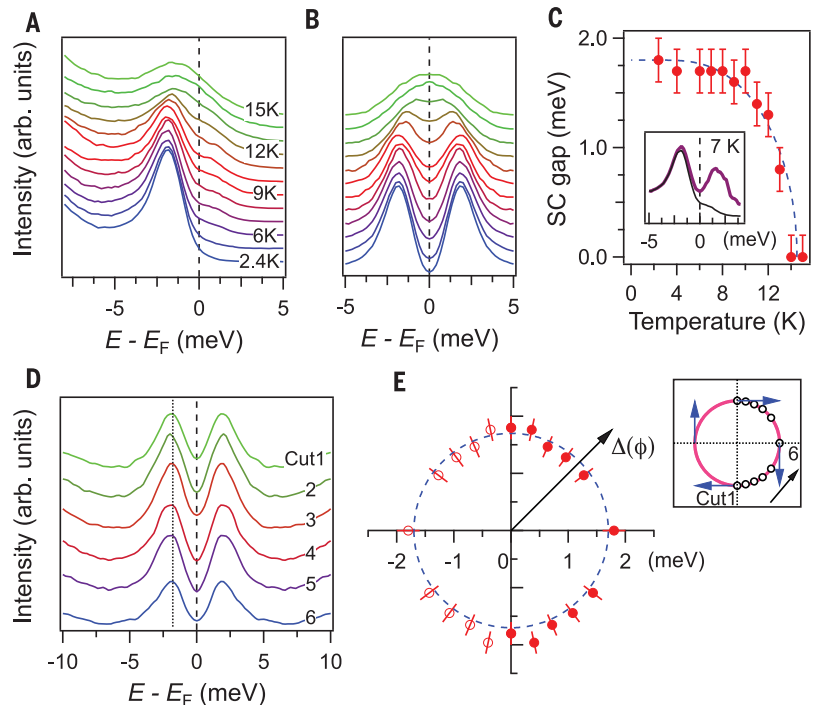 A
Intensity (arb. units)
15K
12K
9K
6K
2.4K
-5
0
5
E - EF (meV)
B
-5
0
5
E - EF (meV)
C
SC gap (meV)
2.0
1.0
0.0
7 K
-5
0
(meV)
0
4
8
12
Temperature (K)
D
Intensity (arb. units)
Cut1
2
3
4
5
6
-10
-5
0
5
10
E - EF (meV)
E
Δ(ϕ)
-2
-1
0
1
2
(meV)
6
Cut1